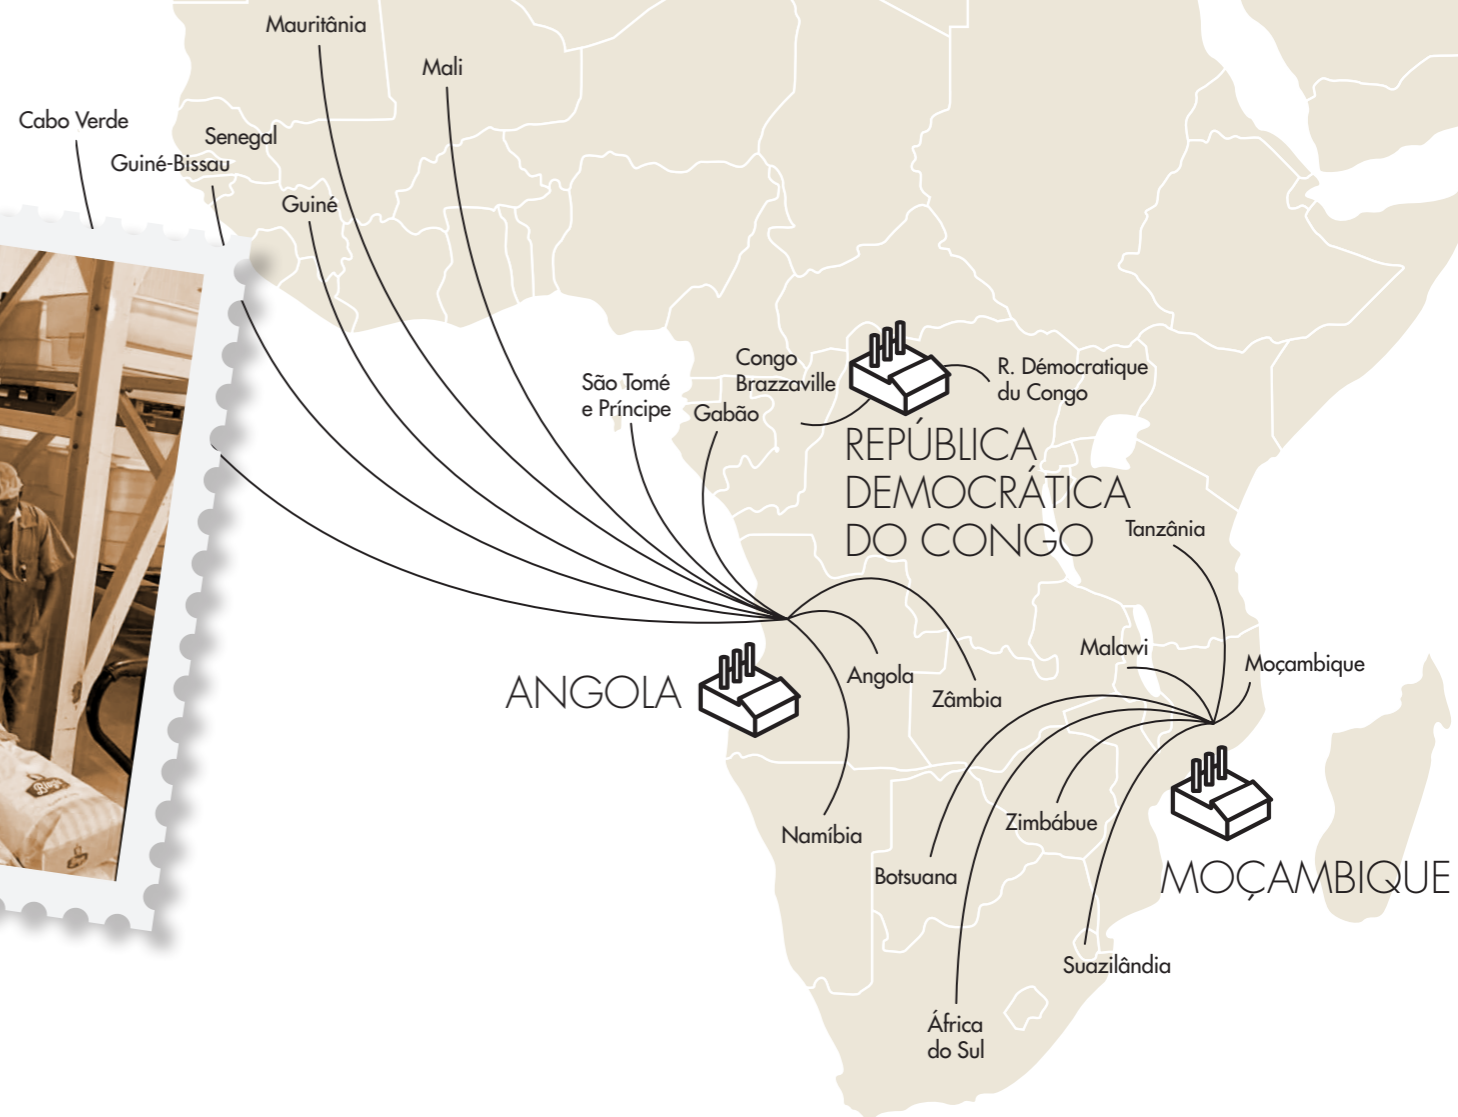 Mauritânia
Mali
Cabo Verde
Senegal
Guiné-Bissau
Guiné
Congo
Brazzaville
R. Démocratique
du Congo
São Tomé
e Príncipe
Gabão
REPÚBLICA
DEMOCRÁTICA
DO CONGO
Tanzânia
Malawi
Moçambique
ANGOLA
Angola
Zâmbia
Namíbia
Zimbábue
Botsuana
MOÇAMBIQUE
Suazilândia
África
do Sul